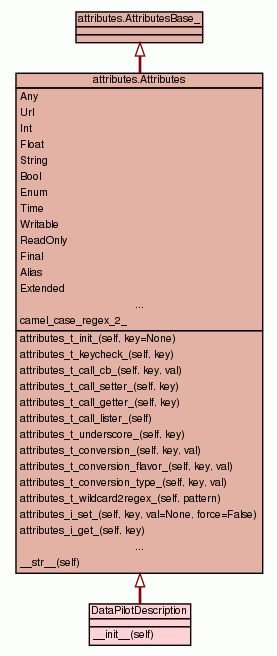 attributes.AttributesBase_
attributes.Attributes
Any
Url
Int
Float
String
Bool
Enum
Time
Writable
ReadOnly
Final
Alias
Extended
...
camel_case_regex_2_
attributes_t_init_(self, key=None)
attributes_t_keycheck_(self, key)
attributes_t_call_cb_(self, key, val)
attributes_t_call_setter_(self, key)
attributes_t_call_getter_(self, key)
attributes_t_call_lister_(self)
attributes_t_underscore_(self, key)
attributes_t_conversion_(self, key, val)
attributes_t_conversion_flavor_(self, key, val)
attributes_t_conversion_type_(self, key, val)
attributes_t_wildcard2regex_(self, pattern)
attributes_i_set_(self, key, val=None, force=False)
attributes_i_get_(self, key)
...
__str__(self)
DataPilotDescription
__init__(self)